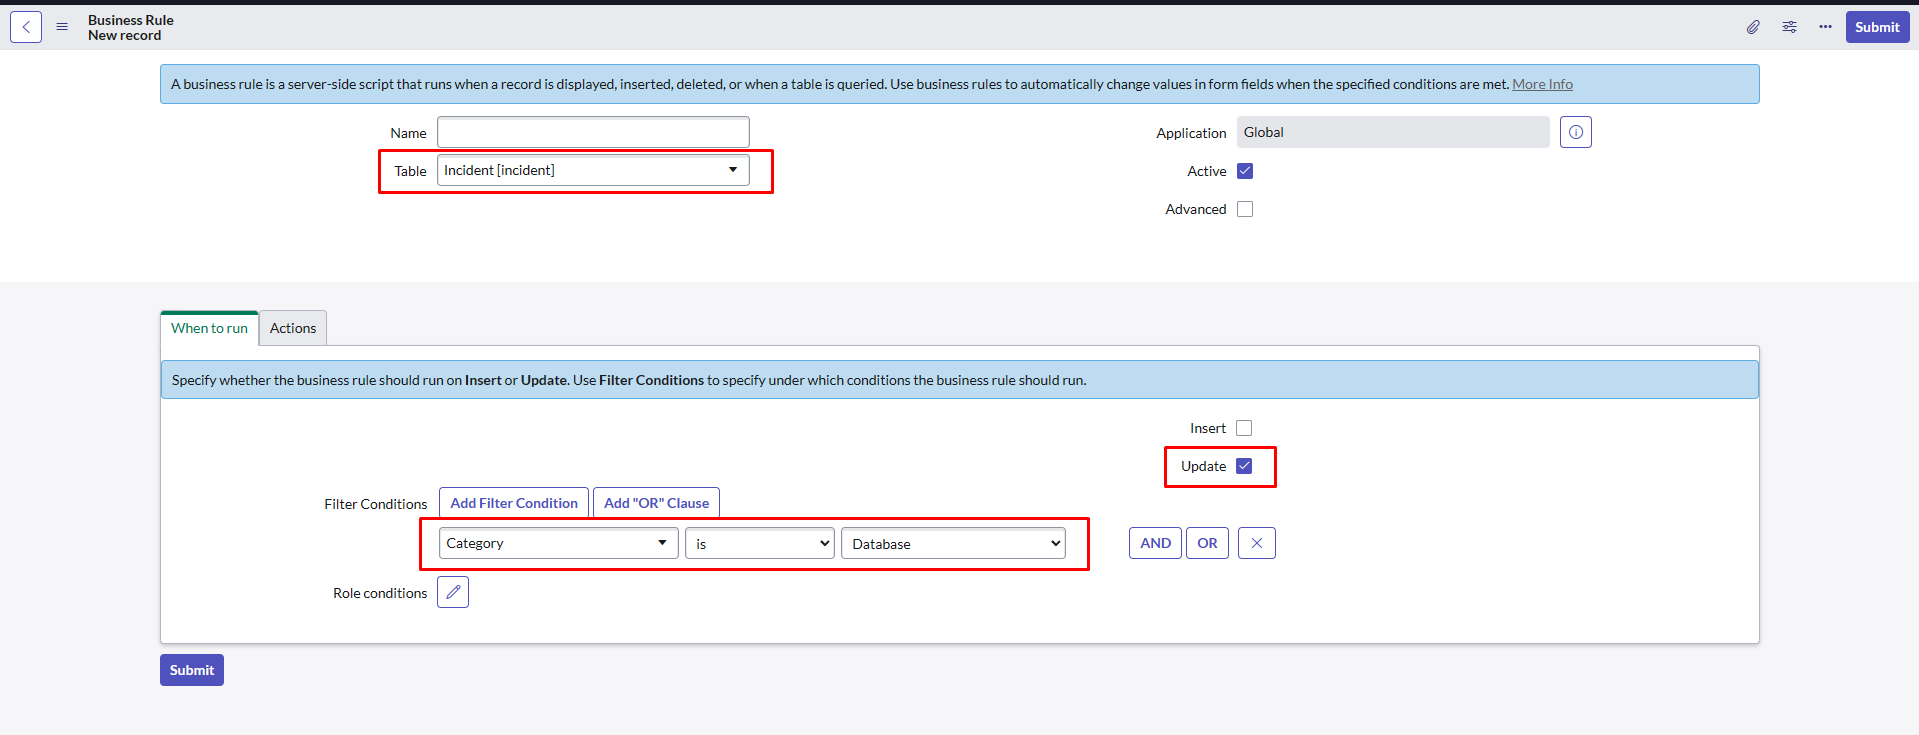 Business Rule
New record
Submit
A business rule is a server-side script that runs when a record is displayed, inserted, deleted, or when a table is queried. Use business rules to automatically change values in form fields when the specified conditions are met. More Info
Name
Application Global
Table Incident [incident]
Active
Advanced
When to run Actions
Specify whether the business rule should run on Insert or Update. Use Filter Conditions to specify under which conditions the business rule should run.
Insert
Update
Filter Conditions Add Filter Condition Add "OR" Clause
Category is Database AND OR
Role conditions
Submit